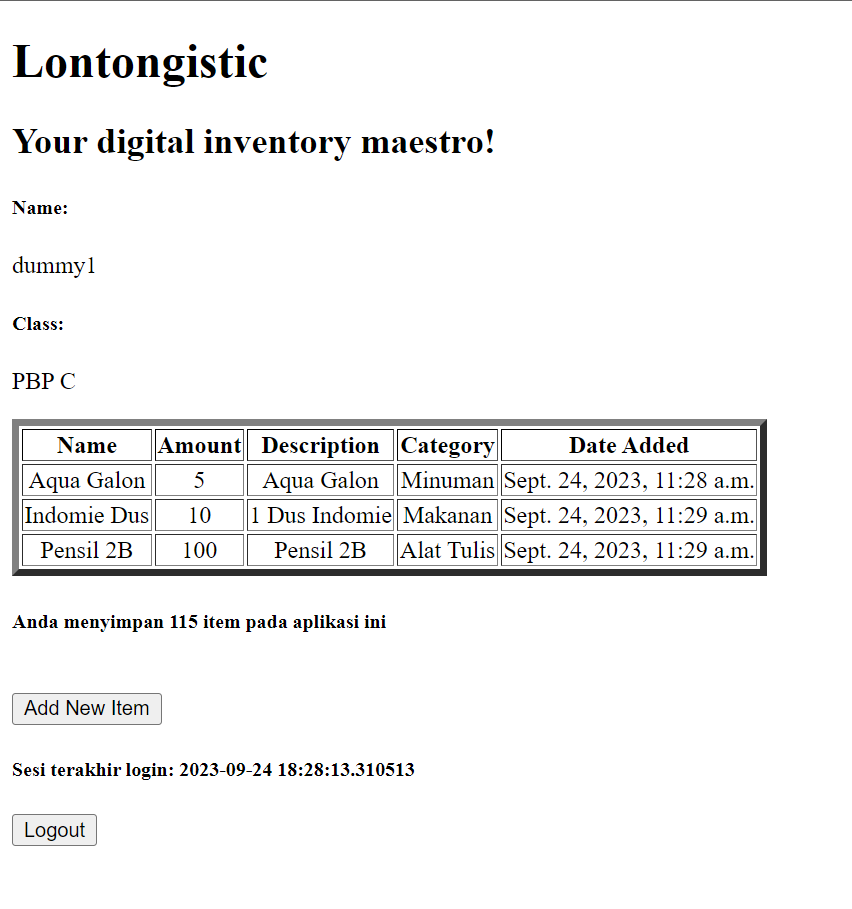 Lontongistic
Your digital inventory maestro!
Name:
dummy1
Class:
PBP C
Name Amount Description Category Date Added
Aqua Galon 5 Aqua Galon Minuman Sept. 24, 2023, 11:28 a.m.
Indomie Dus 10 1 Dus Indomie Makanan Sept. 24, 2023, 11:29 a.m.
Pensil 2B 100 Pensil 2B Alat Tulis Sept. 24, 2023, 11:29 a.m.
Anda menyimpan 115 item pada aplikasi ini
Add New Item
Sesi terakhir login: 2023-09-24 18:28:13.310513
Logout